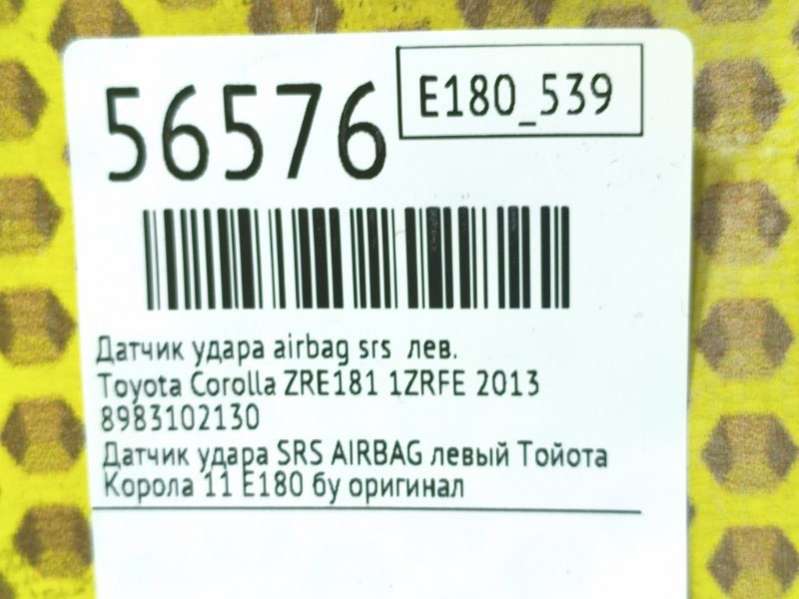 56576
E180_539
Датчик удара airbag srs лев.
Toyota Corolla ZRE181 1ZRFE 2013
8983102130
Датчик удара SRS AIRBAG левый Тойота
Корола 11 E180 бу оригинал